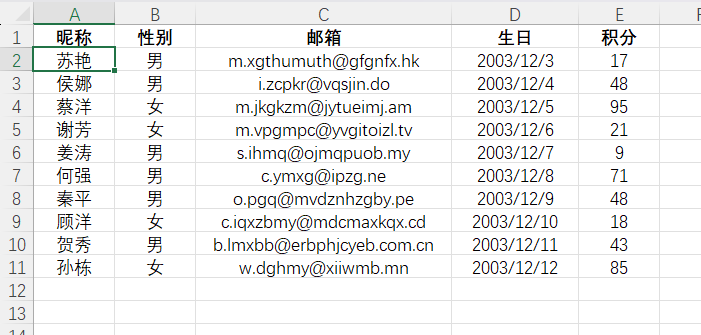 A B C D E
1 昵称 性别 邮箱 生日 积分
2 苏艳 男 m.xgthumuth@gfgnfx.hk 2003/12/3 17
3 侯娜 男 i.zcpkr@vqsjin.do 2003/12/4 48
4 蔡洋 女 m.jkgkzm@jytueimj.am 2003/12/5 95
5 谢芳 女 m.vpgmpc@yvgitoizl.tv 2003/12/6 21
6 姜涛 男 s.ihmq@ojmqpuob.my 2003/12/7 9
7 何强 男 c.ymxg@ipzg.ne 2003/12/8 71
8 秦平 男 o.pgq@mvdznhzgby.pe 2003/12/9 48
9 顾洋 女 c.iqxzbmy@mdcmaxkqx.cd 2003/12/10 18
10 贺秀 男 b.lmxbb@erbphjcyeb.com.cn 2003/12/11 43
11 孙栋 女 w.dghmy@xiiwmb.mn 2003/12/12 85
12
13